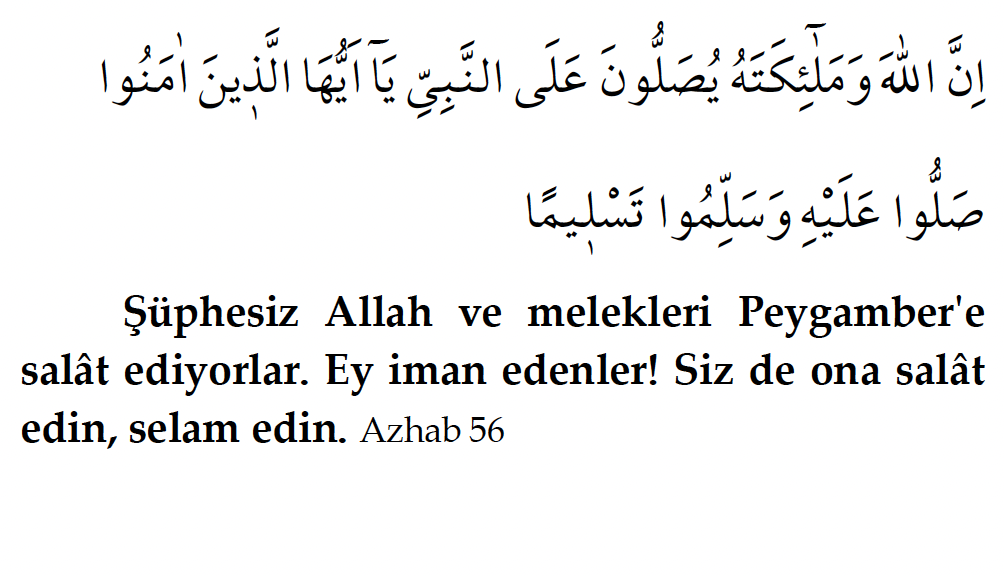 اِنَّ اللّٰهَ وَمَلٰٓئِكَتَهُ يُصَلُّونَ عَلَى النَّبِيِّ يَٓا اَيُّهَا الَّذ۪ينَ اٰمَنُوا
صَلُّوا عَلَيْهِ وَسَلِّمُوا تَسْل۪يمًا
Şüphesiz Allah ve melekleri Peygamber'e
salât ediyorlar. Ey iman edenler! Siz de ona salât
edin, selam edin. Azhab 56